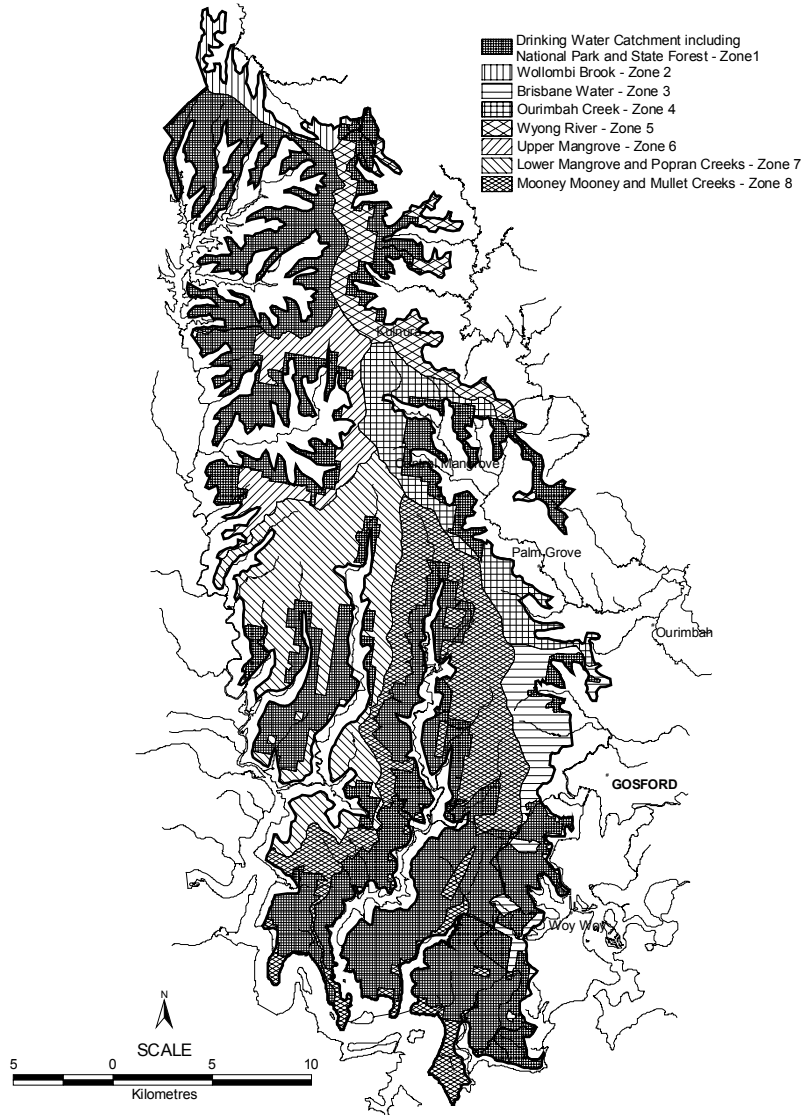 Drinking Water Catchment including
National Park and State Forest - Zone1
Wollombi Brook - Zone 2
Brisbane Water - Zone 3
Ourimbah Creek - Zone 4
Wyong River - Zone 5
Upper Mangrove - Zone 6
Lower Mangrove and Popran Creeks - Zone 7
Mooney Mooney and Mullet Creeks - Zone 8
Kulnura
Central Mangrove
Palm Grove
Ourimbah
GOSFORD
Woy Woy
N
SCALE
5 0 5 10
Kilometres